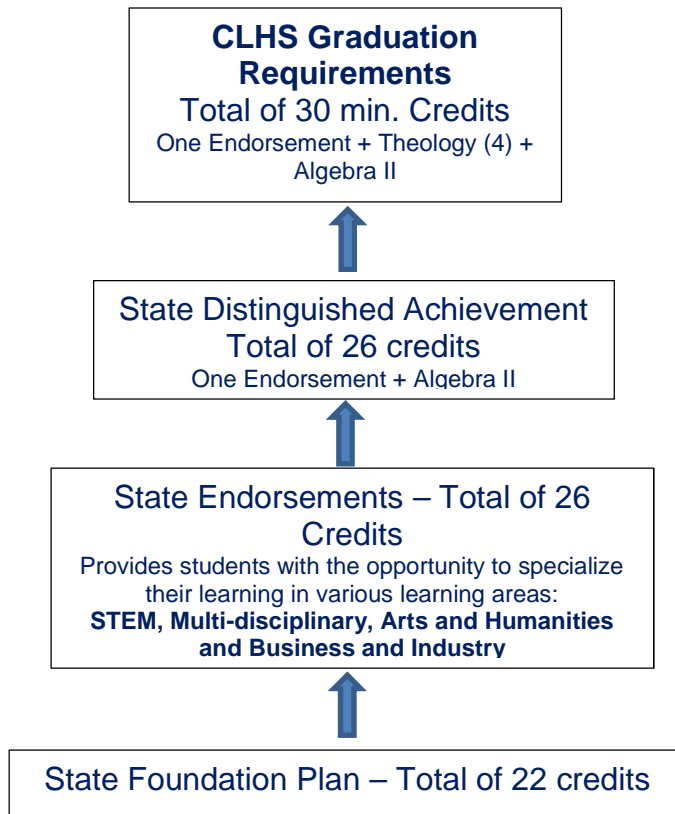 CLHS Graduation
Requirements
Total of 30 min. Credits
One Endorsement + Theology (4) +
Algebra II
State Distinguished Achievement
Total of 26 credits
One Endorsement + Algebra II
State Endorsements – Total of 26
Credits
Provides students with the opportunity to specialize
their learning in various learning areas:
STEM, Multi-disciplinary, Arts and Humanities
and Business and Industry
State Foundation Plan – Total of 22 credits